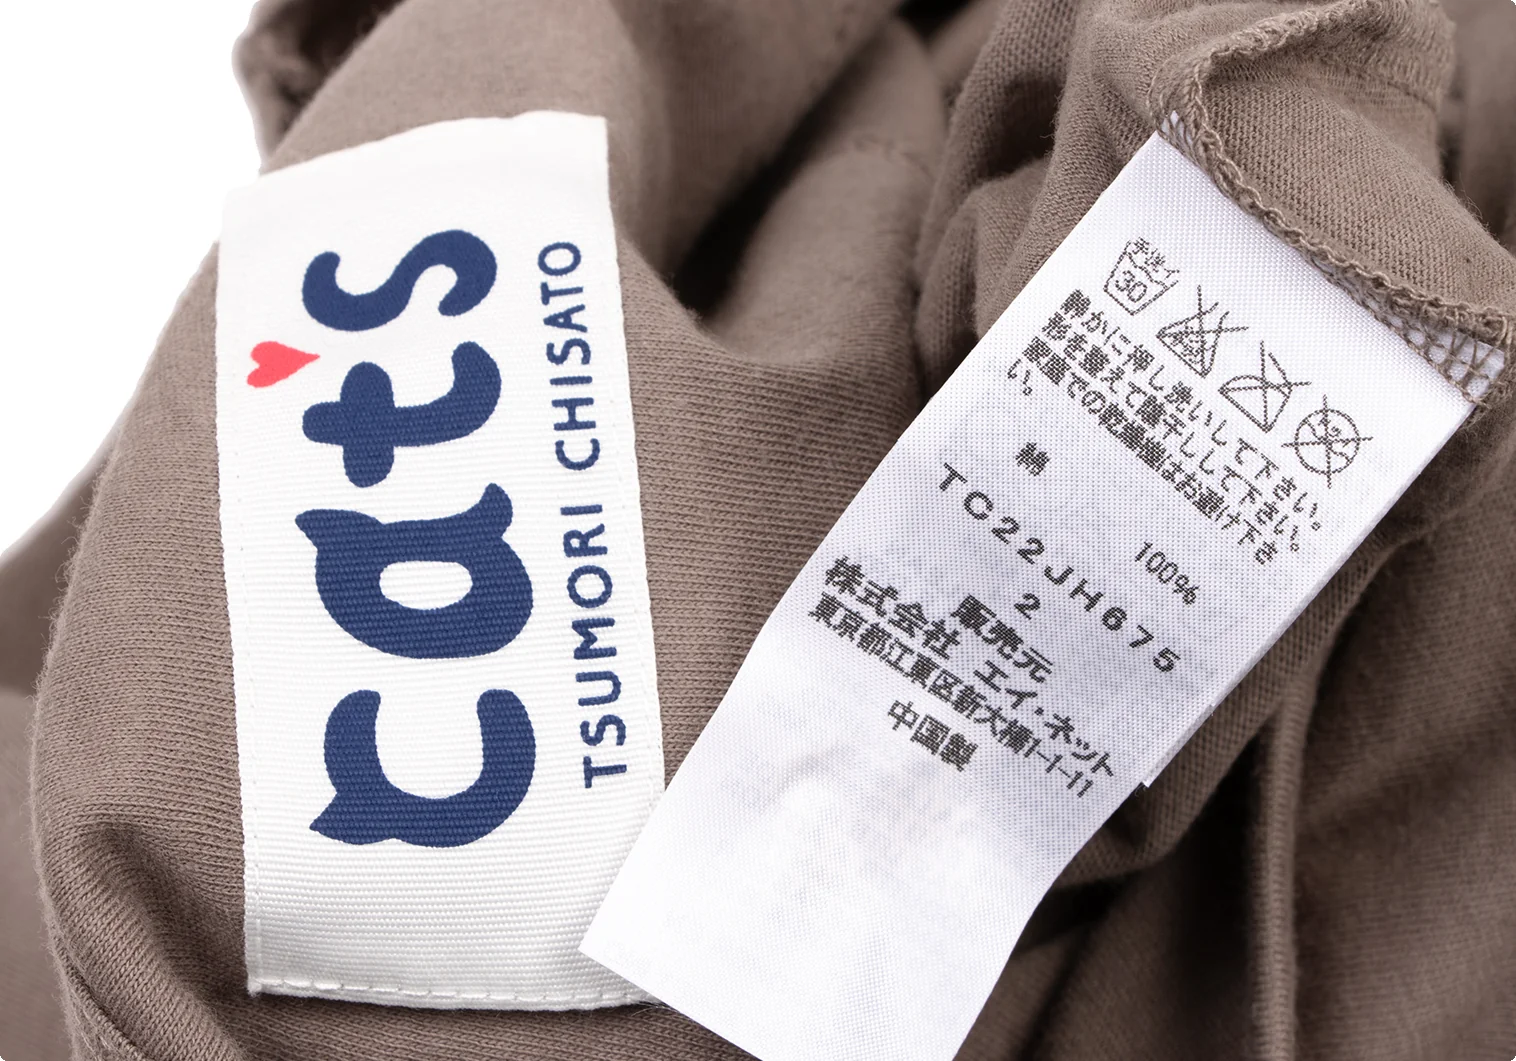 cat's
TSUMORI CHISATO
手洗イ
30
静かに押し洗いして下さい。
形を整えて陰干しして下さい。
家庭での乾燥機はお避け下さ
い。
綿 100%
TC22JH675
2
販売元
株式会社 エイ・ネット
東京都江東区新大橋1-1-11
中国製